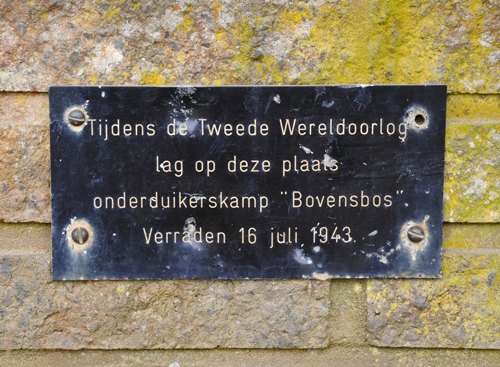 Tijdens de Tweede Wereldoorlog
lag op deze plaats
onderduikerskamp "Bovensbos".
Verraden 16 juli 1943.